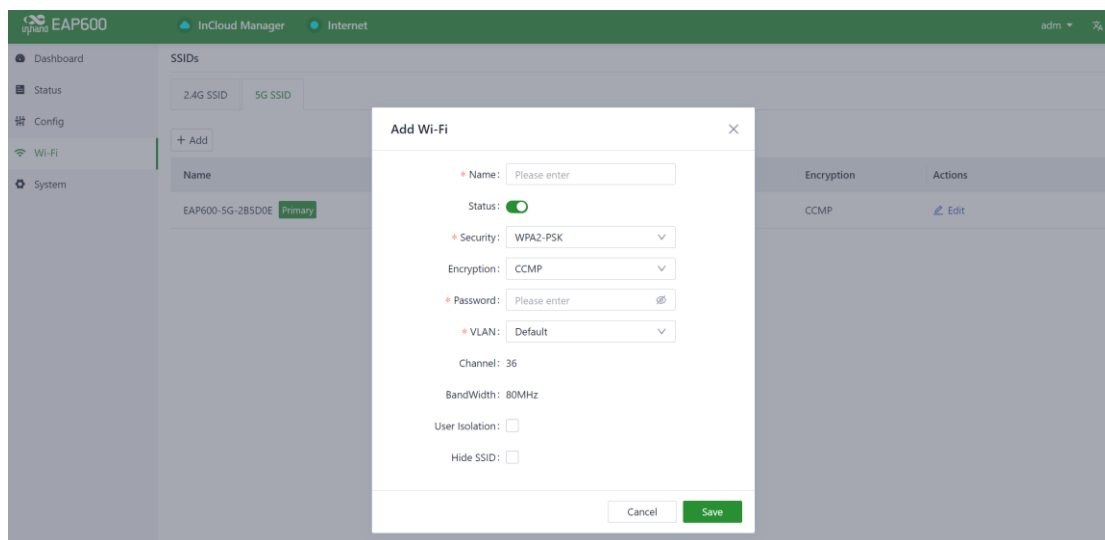 inhand EAP600 InCloud Manager Internet adm
Dashboard
Status
Config
Wi-Fi
System
SSIDs
2.4G SSID 5G SSID
+ Add
Name Encryption Actions
EAP600-5G-2B5D0E Primary CCMP Edit
Add Wi-Fi
* Name: Please enter
Status:
* Security: WPA2-PSK
Encryption: CCMP
* Password: Please enter
* VLAN: Default
Channel: 36
BandWidth: 80MHz
User Isolation:
Hide SSID:
Cancel Save